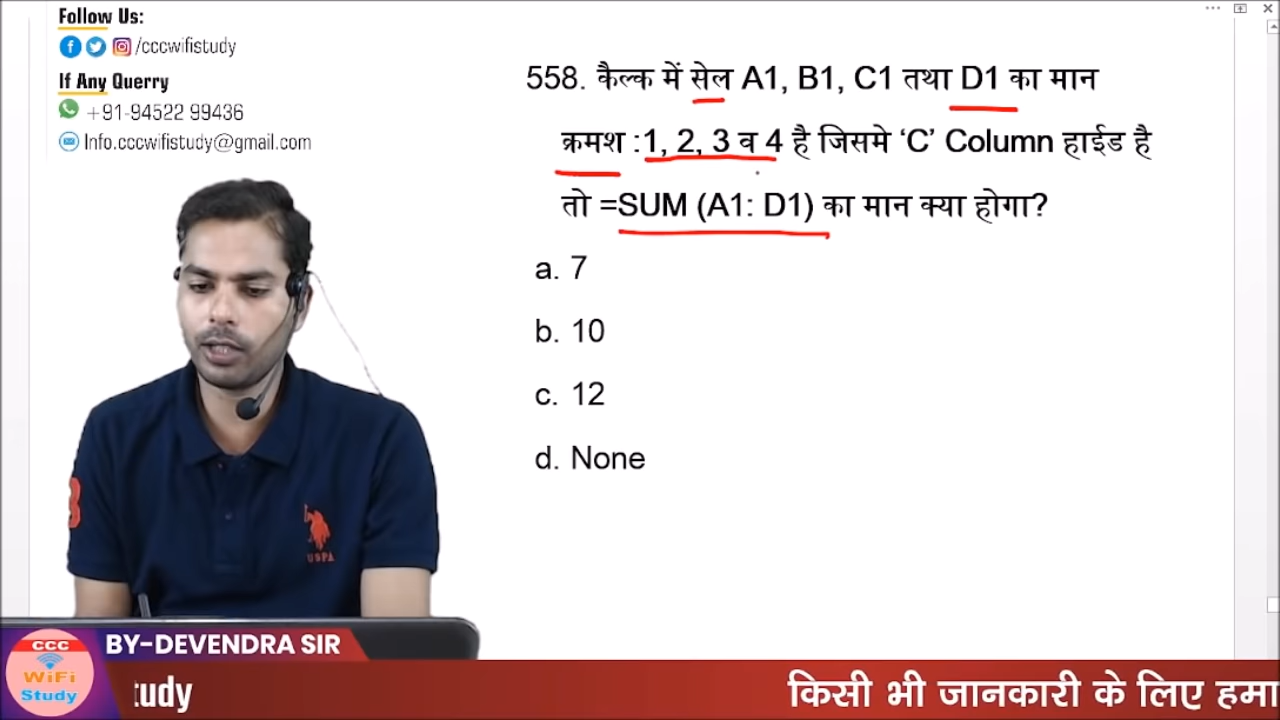 Follow Us:
/cccwifistudy
If Any Querry
+91-94522 99436
Info.cccwifistudy@gmail.com
558. कैल्क में सेल A1, B1, C1 तथा D1 का मान
क्रमश :1, 2, 3 व 4 है जिसमे ‘C’ Column हाईड है
तो =SUM (A1: D1) का मान क्या होगा?
a. 7
b. 10
c. 12
d. None
3
USPA
BY-DEVENDRA SIR
CCC
WiFi
Study
tudy
किसी भी जानकारी के लिए हमा